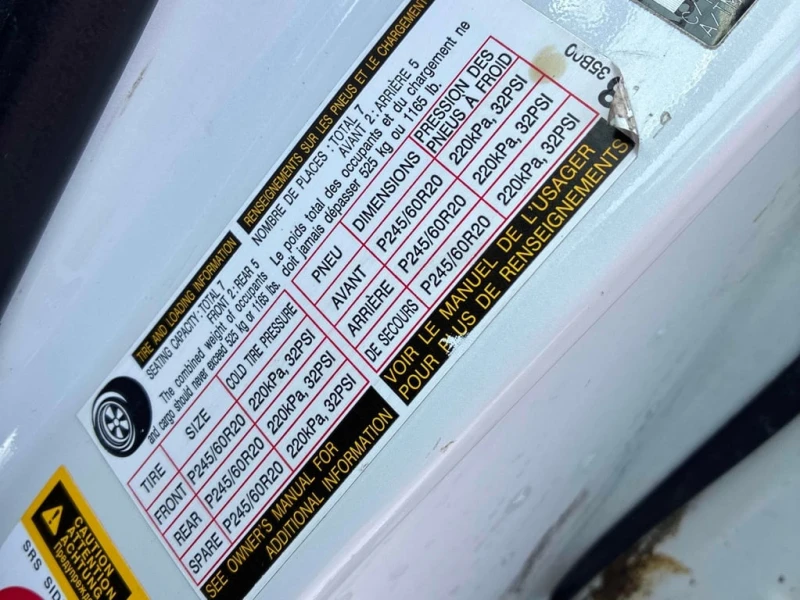 TIRE AND LOADING INFORMATION
SEATING CAPACITY : TOTAL 7
FRONT 2 : REAR 5
The combined weight of occupants
and cargo should never exceed 525 kg or 1165 lbs.
TIRE SIZE COLD TIRE PRESSURE
FRONT P245/60R20 220kPa, 32PSI
REAR P245/60R20 220kPa, 32PSI
SPARE P245/60R20 220kPa, 32PSI
SEE OWNER'S MANUAL FOR
ADDITIONAL INFORMATION
RENSEIGNEMENTS SUR LES PNEUS ET LE CHARGEMENT
NOMBRE DE PLACES : TOTAL 7
AVANT 2 : ARRIÈRE 5
Le poids total des occupants et du chargement ne
doit jamais dépasser 525 kg ou 1165 lb.
PNEU DIMENSIONS PRESSION DES
PNEUS À FROID
AVANT P245/60R20 220kPa, 32PSI
ARRIÈRE P245/60R20 220kPa, 32PSI
DE SECOURS P245/60R20 220kPa, 32PSI
VOIR LE MANUEL DE L'USAGER
POUR PLUS DE RENSEIGNEMENTS
8
CAUTION
ATTENTION
ACHTUNG
SRS